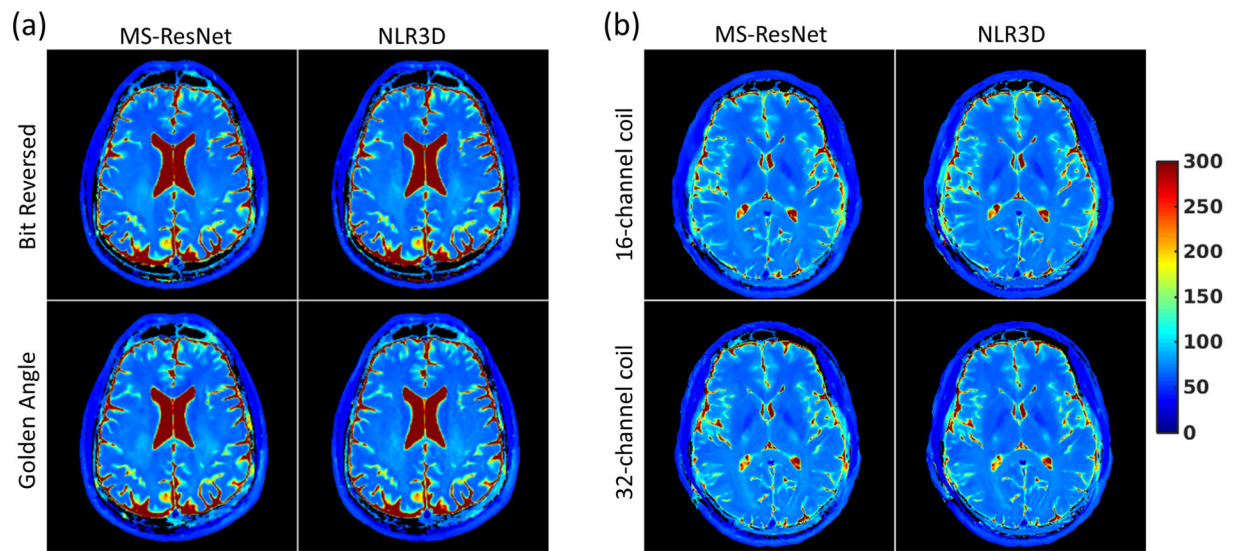 (a)
MS-ResNet
NLR3D
Bit Reversed
Golden Angle
(b)
MS-ResNet
NLR3D
16-channel coil
32-channel coil
300
250
200
150
100
50
0